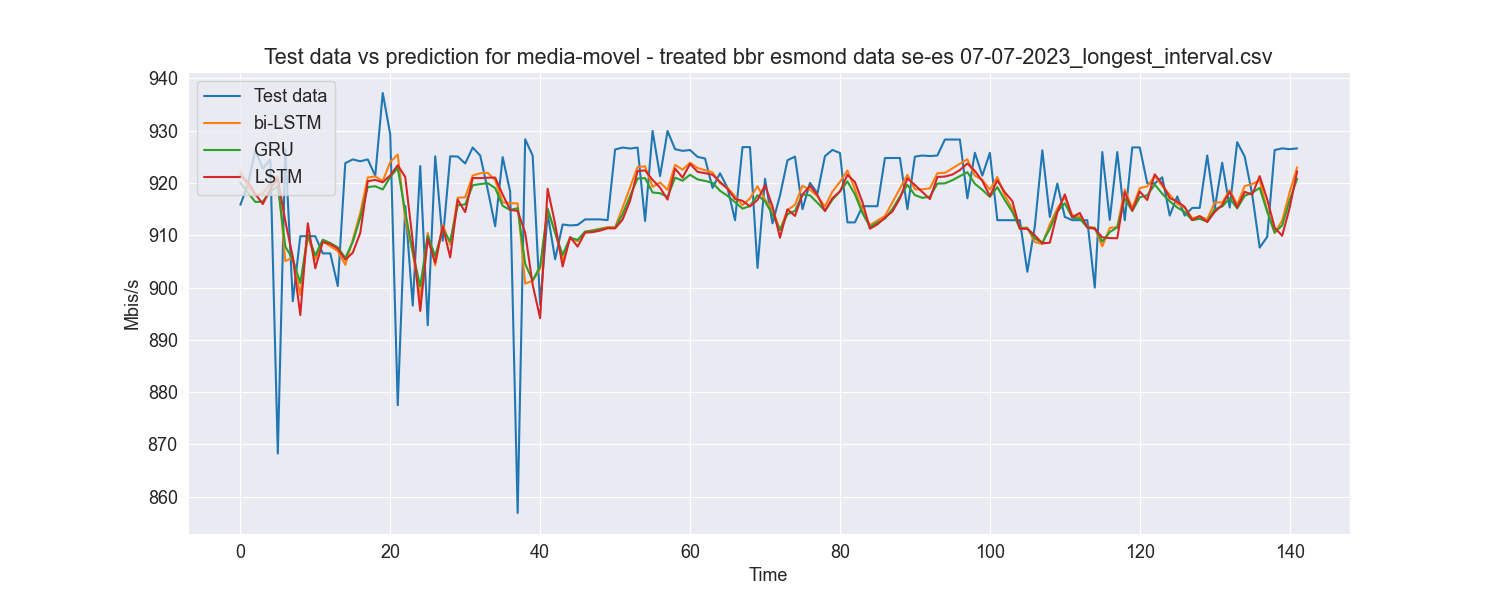 Test data vs prediction for media-movel - treated bbr esmond data se-es 07-07-2023_longest_interval.csv
Test data
bi-LSTM
GRU
LSTM
940
930
920
910
900
890
880
870
860
Mbis/s
0 20 40 60 80 100 120 140
Time